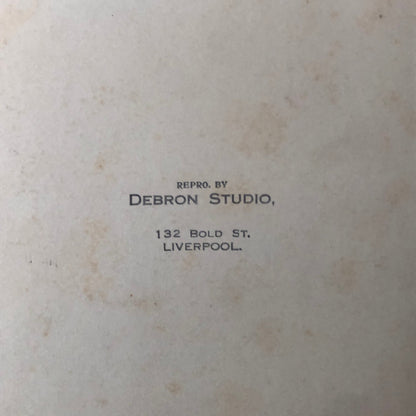 REPRO. BY
DEBRON STUDIO,
132 BOLD ST.
LIVERPOOL.